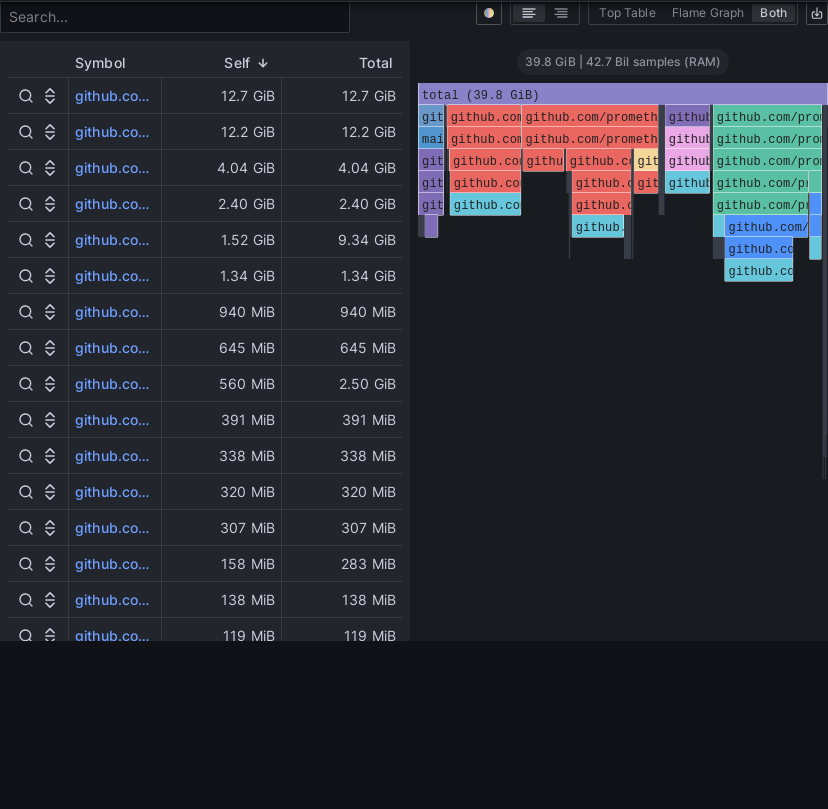 Search...
Top Table Flame Graph Both
Symbol Self Total
github.co... 12.7 GiB 12.7 GiB
github.co... 12.2 GiB 12.2 GiB
github.co... 4.04 GiB 4.04 GiB
github.co... 2.40 GiB 2.40 GiB
github.co... 1.52 GiB 9.34 GiB
github.co... 1.34 GiB 1.34 GiB
github.co... 940 MiB 940 MiB
github.co... 645 MiB 645 MiB
github.co... 560 MiB 2.50 GiB
github.co... 391 MiB 391 MiB
github.co... 338 MiB 338 MiB
github.co... 320 MiB 320 MiB
github.co... 307 MiB 307 MiB
github.co... 158 MiB 283 MiB
github.co... 138 MiB 138 MiB
github.co... 119 MiB 119 MiB
39.8 GiB | 42.7 Bil samples (RAM)
total (39.8 GiB)
git github.com github.com/prometh github github.com/prom
mai github.com github.com/prometh github github.com/prom
git github.co githu github.c git github github.com/prom
git github.co github. git github github.com/pr
git github.co github.c github.com/pr
github. github.com/
github.co
github.co